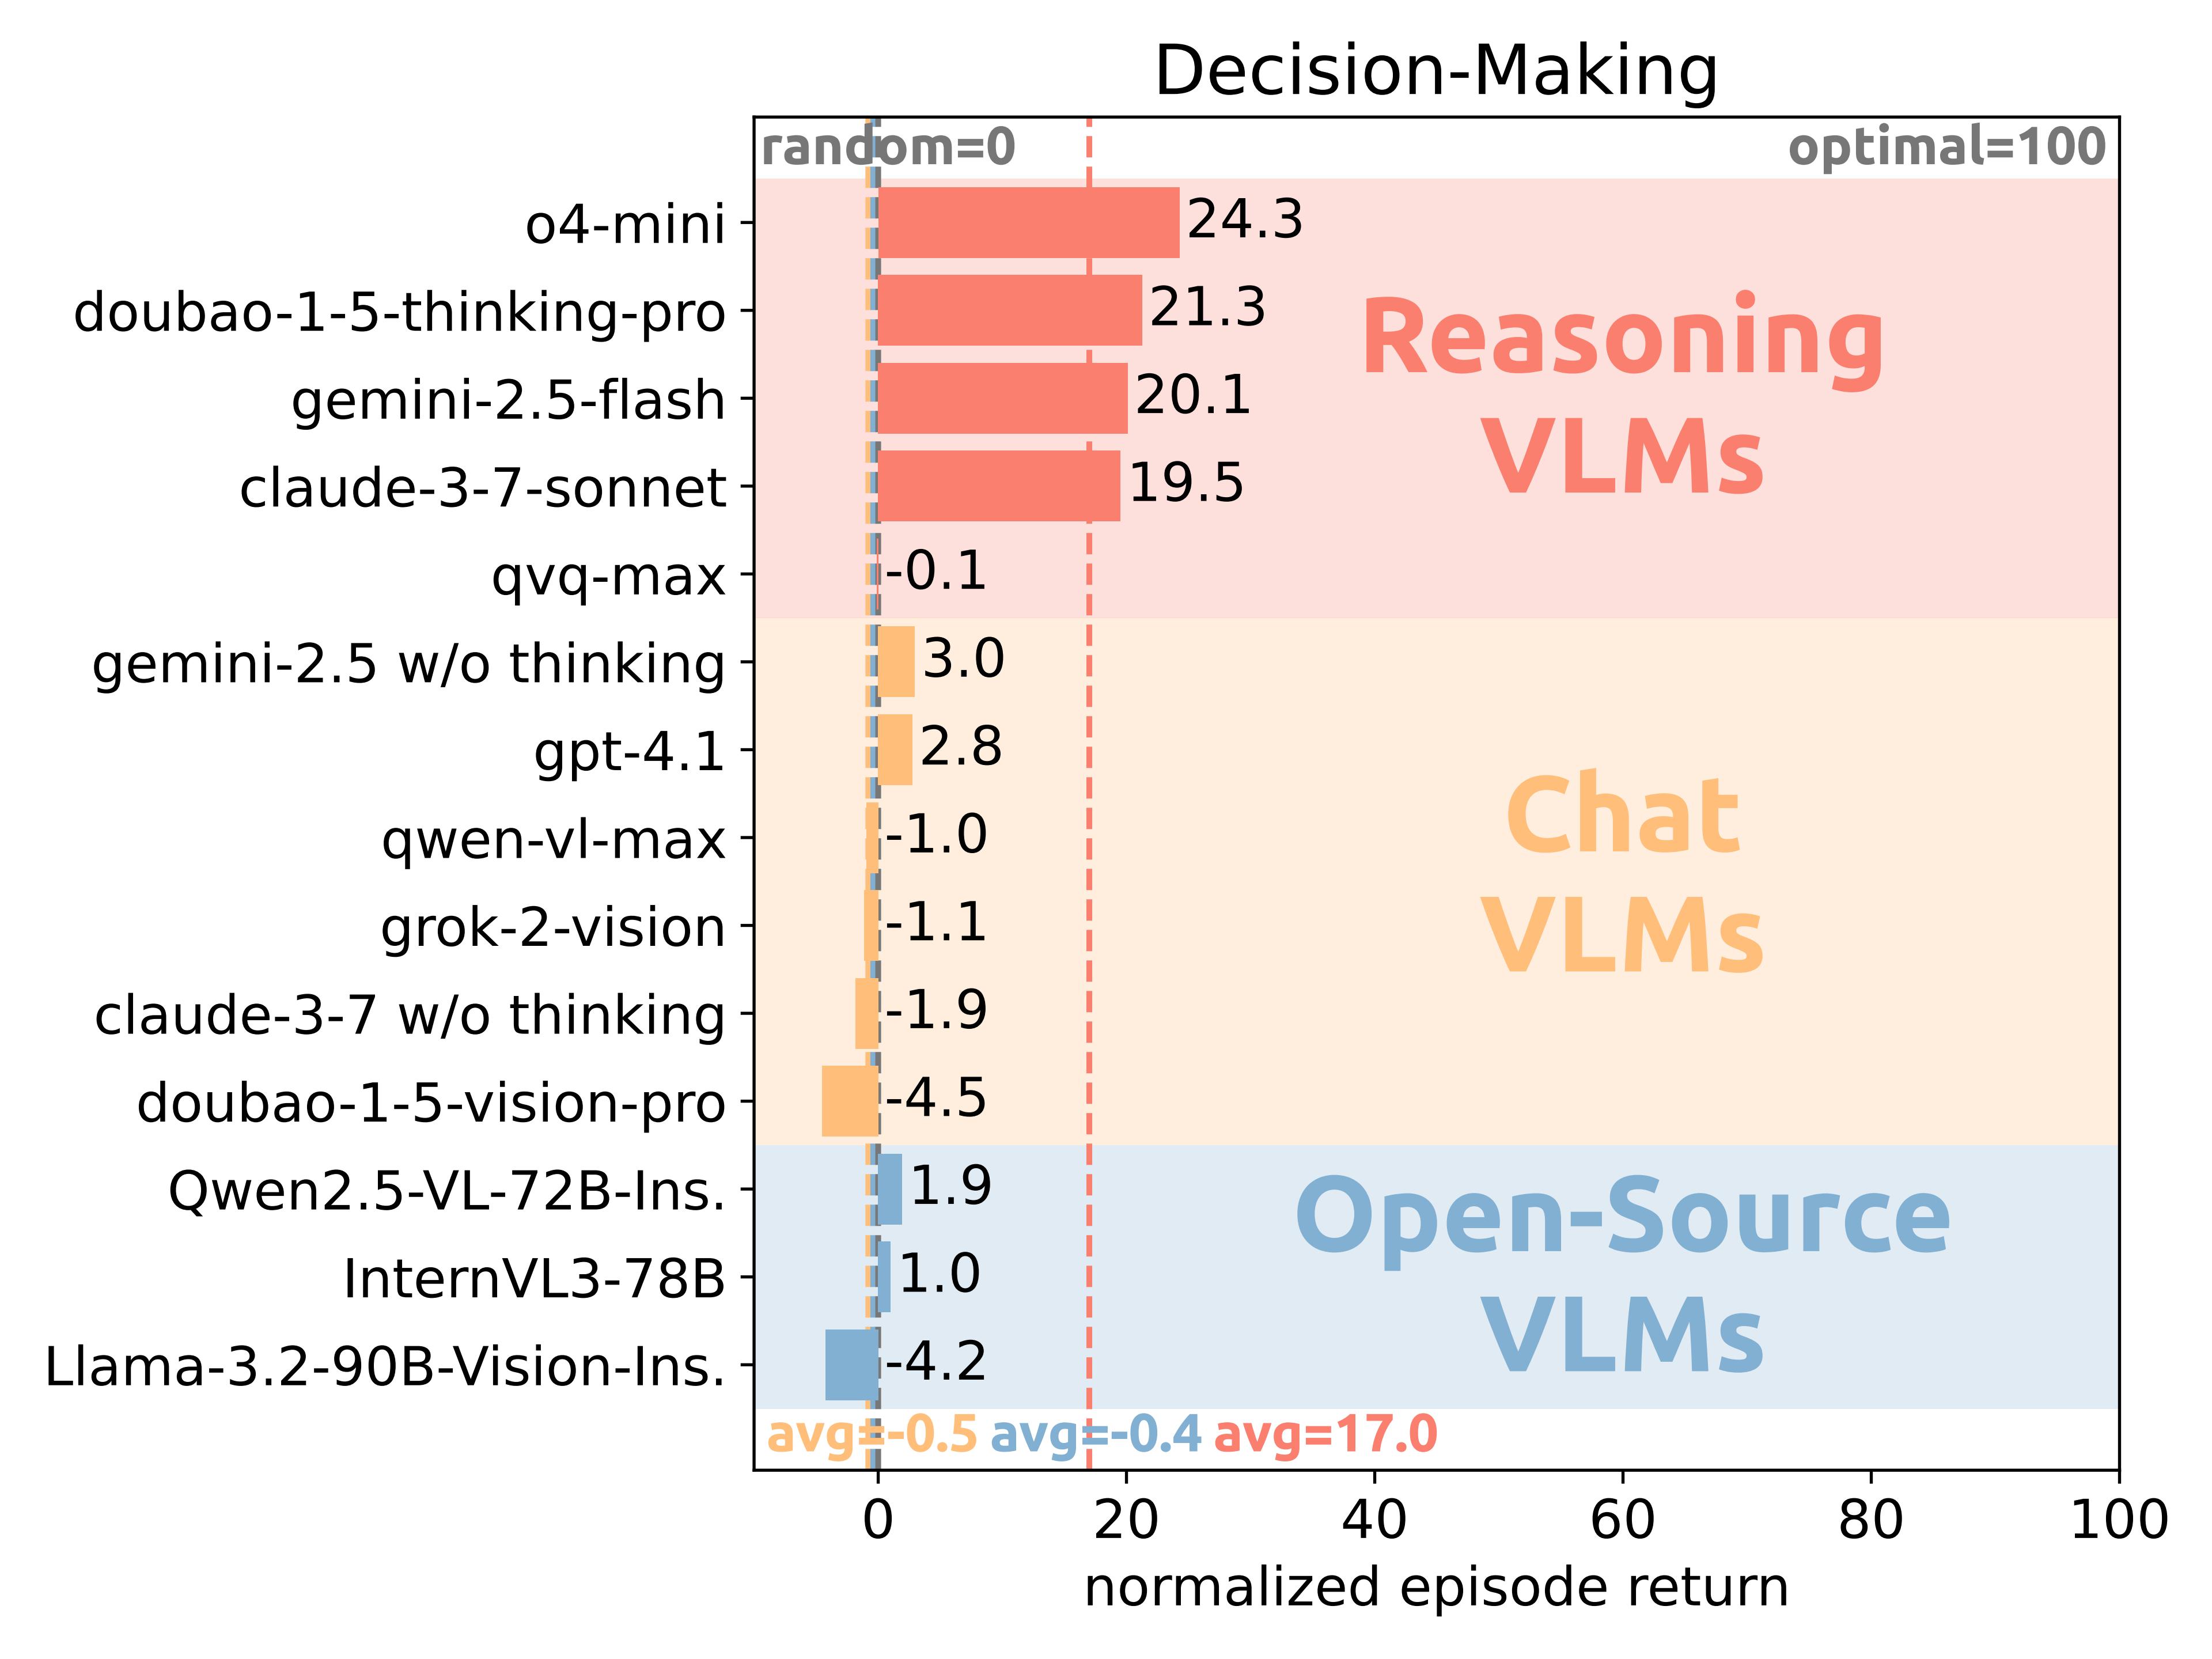 Decision-Making
random=0 optimal=100
o4-mini 24.3
doubao-1-5-thinking-pro 21.3
gemini-2.5-flash 20.1
claude-3-7-sonnet 19.5
qvq-max -0.1
Reasoning
VLMs
gemini-2.5 w/o thinking 3.0
gpt-4.1 2.8
qwen-vl-max -1.0
grok-2-vision -1.1
claude-3-7 w/o thinking -1.9
doubao-1-5-vision-pro -4.5
Chat
VLMs
Qwen2.5-VL-72B-Ins. 1.9
InternVL3-78B 1.0
Llama-3.2-90B-Vision-Ins. -4.2
Open-Source
VLMs
avg=-0.5 avg=-0.4 avg=17.0
0 20 40 60 80 100
normalized episode return